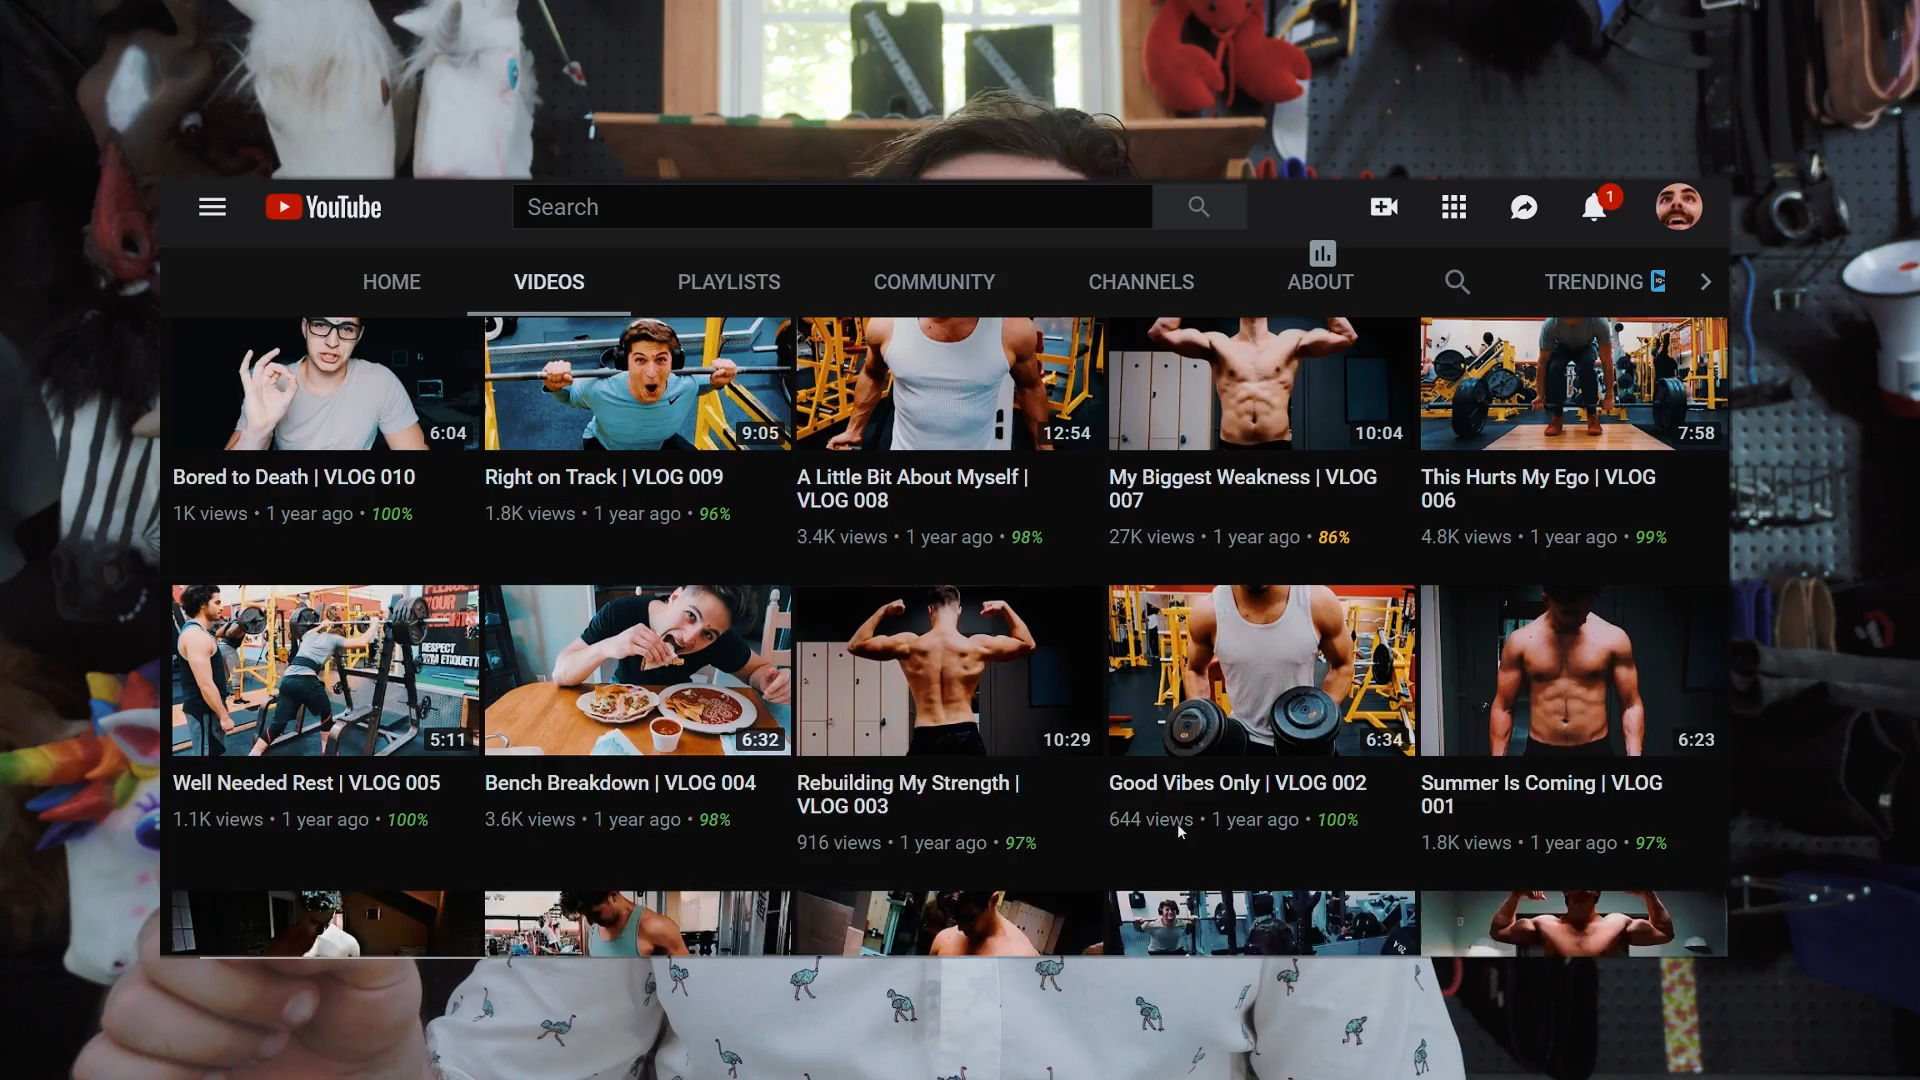 YouTube
Search
1
HOME
VIDEOS
PLAYLISTS
COMMUNITY
CHANNELS
ABOUT
TRENDING
6:04
9:05
12:54
10:04
7:58
Bored to Death | VLOG 010
1K views • 1 year ago • 100%
Right on Track | VLOG 009
1.8K views • 1 year ago • 96%
A Little Bit About Myself |
VLOG 008
3.4K views • 1 year ago • 98%
My Biggest Weakness | VLOG
007
27K views • 1 year ago • 86%
This Hurts My Ego | VLOG
006
4.8K views • 1 year ago • 99%
YOUR
RESPECT
GYM ETIQUETTE
5:11
6:32
10:29
6:34
6:23
Well Needed Rest | VLOG 005
1.1K views • 1 year ago • 100%
Bench Breakdown | VLOG 004
3.6K views • 1 year ago • 98%
Rebuilding My Strength |
VLOG 003
916 views • 1 year ago • 97%
Good Vibes Only | VLOG 002
644 views • 1 year ago • 100%
Summer Is Coming | VLOG
001
1.8K views • 1 year ago • 97%